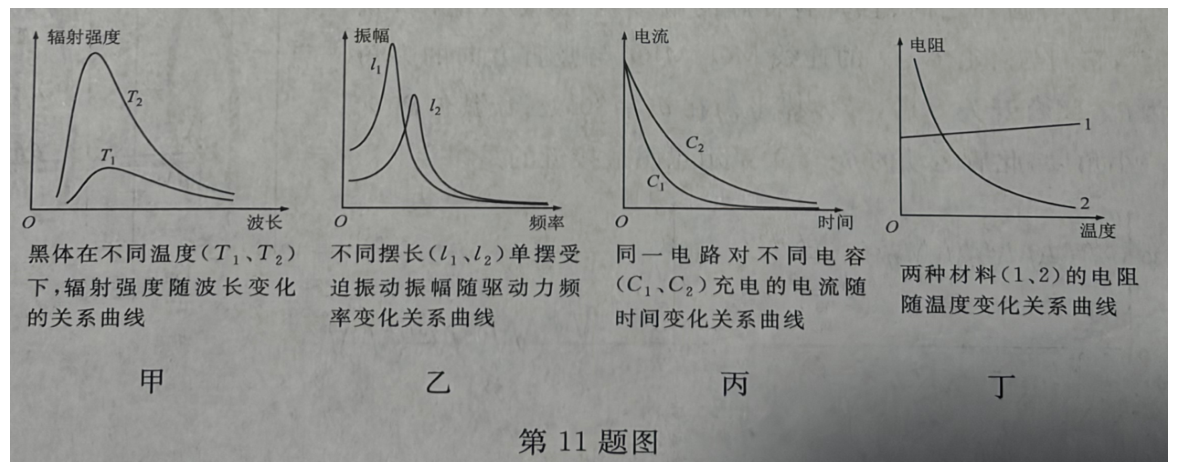 辐射强度
T₂
T₁
O
波长
黑体在不同温度(T₁、T₂)
下,辐射强度随波长变化
的关系曲线
甲
振幅
l₁
l₂
O
频率
不同摆长(l₁、l₂)单摆受
迫振动振幅随驱动力频
率变化关系曲线
乙
电流
C₂
C₁
O
时间
同一电路对不同电容
(C₁、C₂)充电的电流随
时间变化关系曲线
丙
电阻
1
2
O
温度
两种材料(1、2)的电阻
随温度变化关系曲线
丁
第11题图